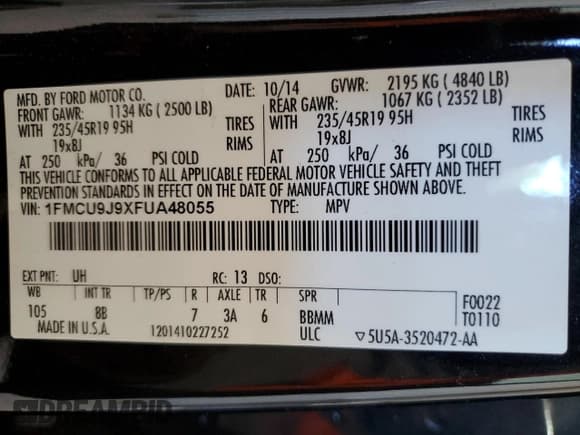 MFD. BY FORD MOTOR CO.
DATE: 10/14 GVWR: 2195 KG ( 4840 LB)
FRONT GAWR: 1134 KG ( 2500 LB)
REAR GAWR: 1067 KG ( 2352 LB)
WITH 235/45R19 95H TIRES
WITH 235/45R19 95H TIRES
19x8J RIMS
19x8J RIMS
AT 250 kPa/ 36 PSI COLD
AT 250 kPa/ 36 PSI COLD
THIS VEHICLE CONFORMS TO ALL APPLICABLE FEDERAL MOTOR VEHICLE SAFETY AND THEFT
PREVENTION STANDARDS IN EFFECT ON THE DATE OF MANUFACTURE SHOWN ABOVE.
VIN: 1FMCU9J9XFUA48055 TYPE: MPV
EXT PNT: UH RC: 13 DSO:
WB INT TR TP/PS R AXLE TR SPR
F0022
105 8B 7 3A 6 BBMM
T0110
MADE IN U.S.A. 1201410227252 ULC ▽5U5A-3520472-AA
DREAMBID